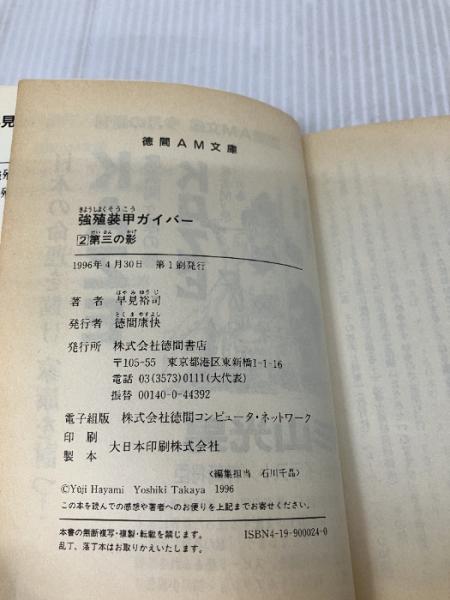 徳間AM文庫
きょうしょくそうこう
強殖装甲ガイバー
だいさん かげ
2第三の影
1996年4月30日 第1刷発行
はやみゆうじ
著者 早見裕司
とくまやすよし
発行者 徳間康快
発行所 株式会社徳間書店
〒105-55 東京都港区東新橋1-1-16
電話 03(3573)0111(大代表)
振替 00140-0-44392
電子組版 株式会社徳間コンピュータ・ネットワーク
印刷
製本 大日本印刷株式会社
〈編集担当 石川千晶〉
©Yūji Hayami Yoshiki Takaya 1996
この本を読んでの感想や著者へのお便りを上記までお寄せください。
本書の無断複写・複製・転載を禁じます。
乱丁、落丁本はお取りかえいたします。
ISBN4-19-900024-0
見